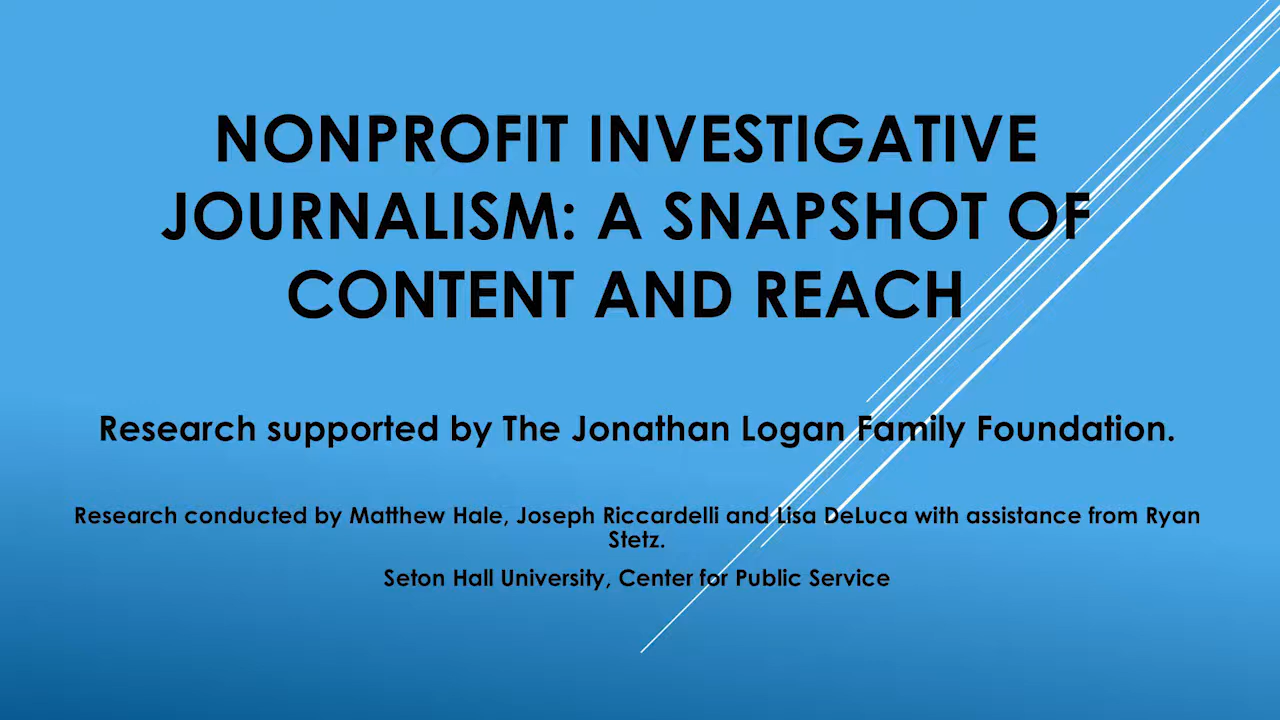 NONPROFIT INVESTIGATIVE
JOURNALISM: A SNAPSHOT OF
CONTENT AND REACH
Research supported by The Jonathan Logan Family Foundation.
Research conducted by Matthew Hale, Joseph Riccardelli and Lisa DeLuca with assistance from Ryan
Stetz.
Seton Hall University, Center for Public Service